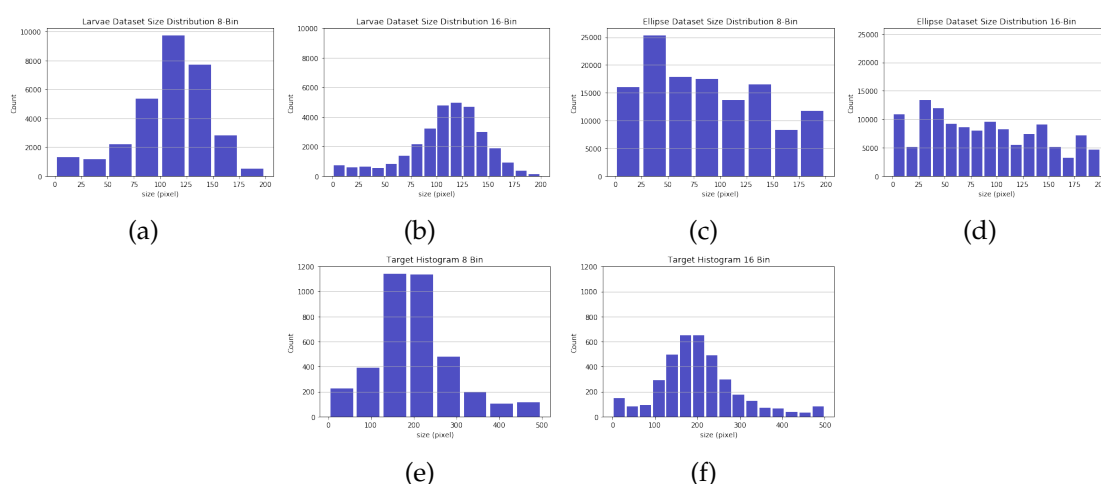 Larvae Dataset Size Distribution 8-Bin
10000
8000
6000
4000
2000
0
Count
0 25 50 75 100 125 150 175 200
size (pixel)
(a)
Larvae Dataset Size Distribution 16-Bin
10000
8000
6000
4000
2000
0
Count
0 25 50 75 100 125 150 175 200
size (pixel)
(b)
Ellipse Dataset Size Distribution 8-Bin
25000
20000
15000
10000
5000
0
Count
0 25 50 75 100 125 150 175 200
size (pixel)
(c)
Ellipse Dataset Size Distribution 16-Bin
25000
20000
15000
10000
5000
0
Count
0 25 50 75 100 125 150 175 200
size (pixel)
(d)
Target Histogram 8 Bin
1200
1000
800
600
400
200
0
Count
0 100 200 300 400 500
size (pixel)
(e)
Target Histogram 16 Bin
1200
1000
800
600
400
200
0
Count
0 100 200 300 400 500
size (pixel)
(f)